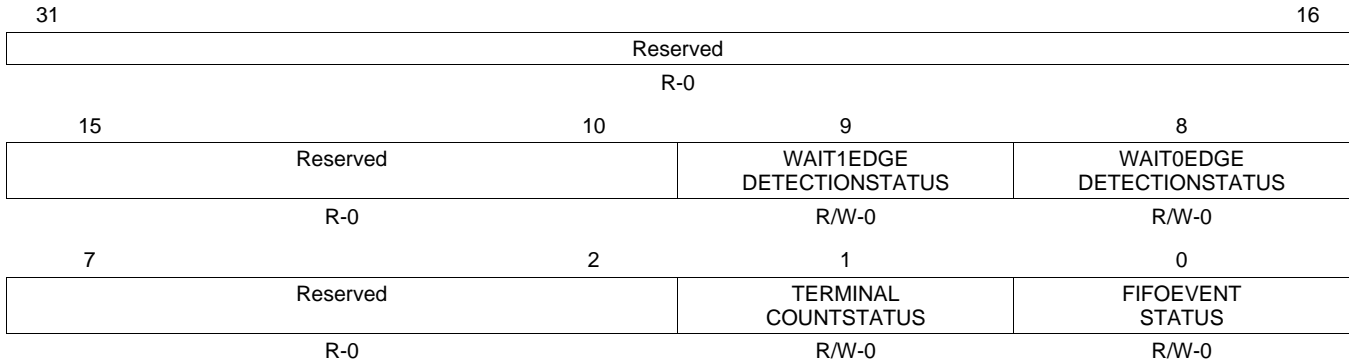 31 16
Reserved
R-0
15 10 9 8
Reserved WAIT1EDGE WAIT0EDGE
DETECTIONSTATUS DETECTIONSTATUS
R-0 R/W-0 R/W-0
7 2 1 0
Reserved TERMINAL FIFOEVENT
COUNTSTATUS STATUS
R-0 R/W-0 R/W-0